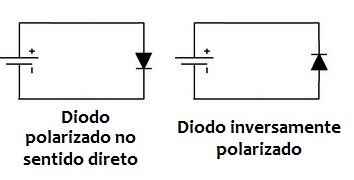 +
-
Diodo
polarizado no
sentido direto
+
-
Diodo inversamente
polarizado